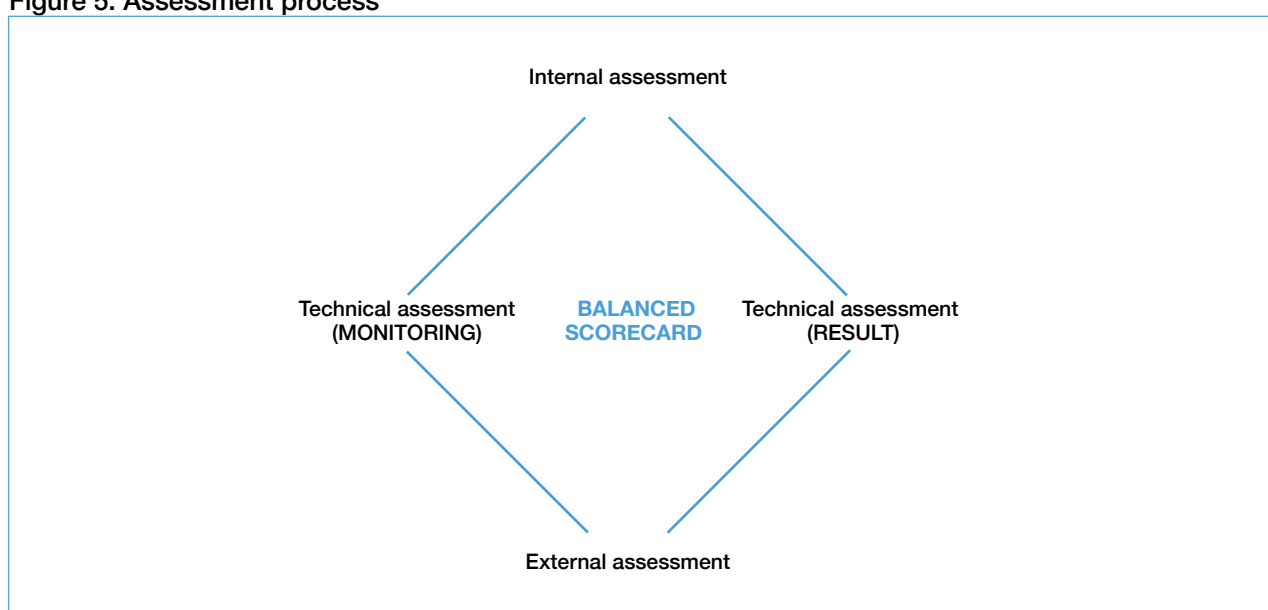 Figure 5. Assessment process
Internal assessment
Technical assessment
(MONITORING)
BALANCED
SCORECARD
Technical assessment
(RESULT)
External assessment